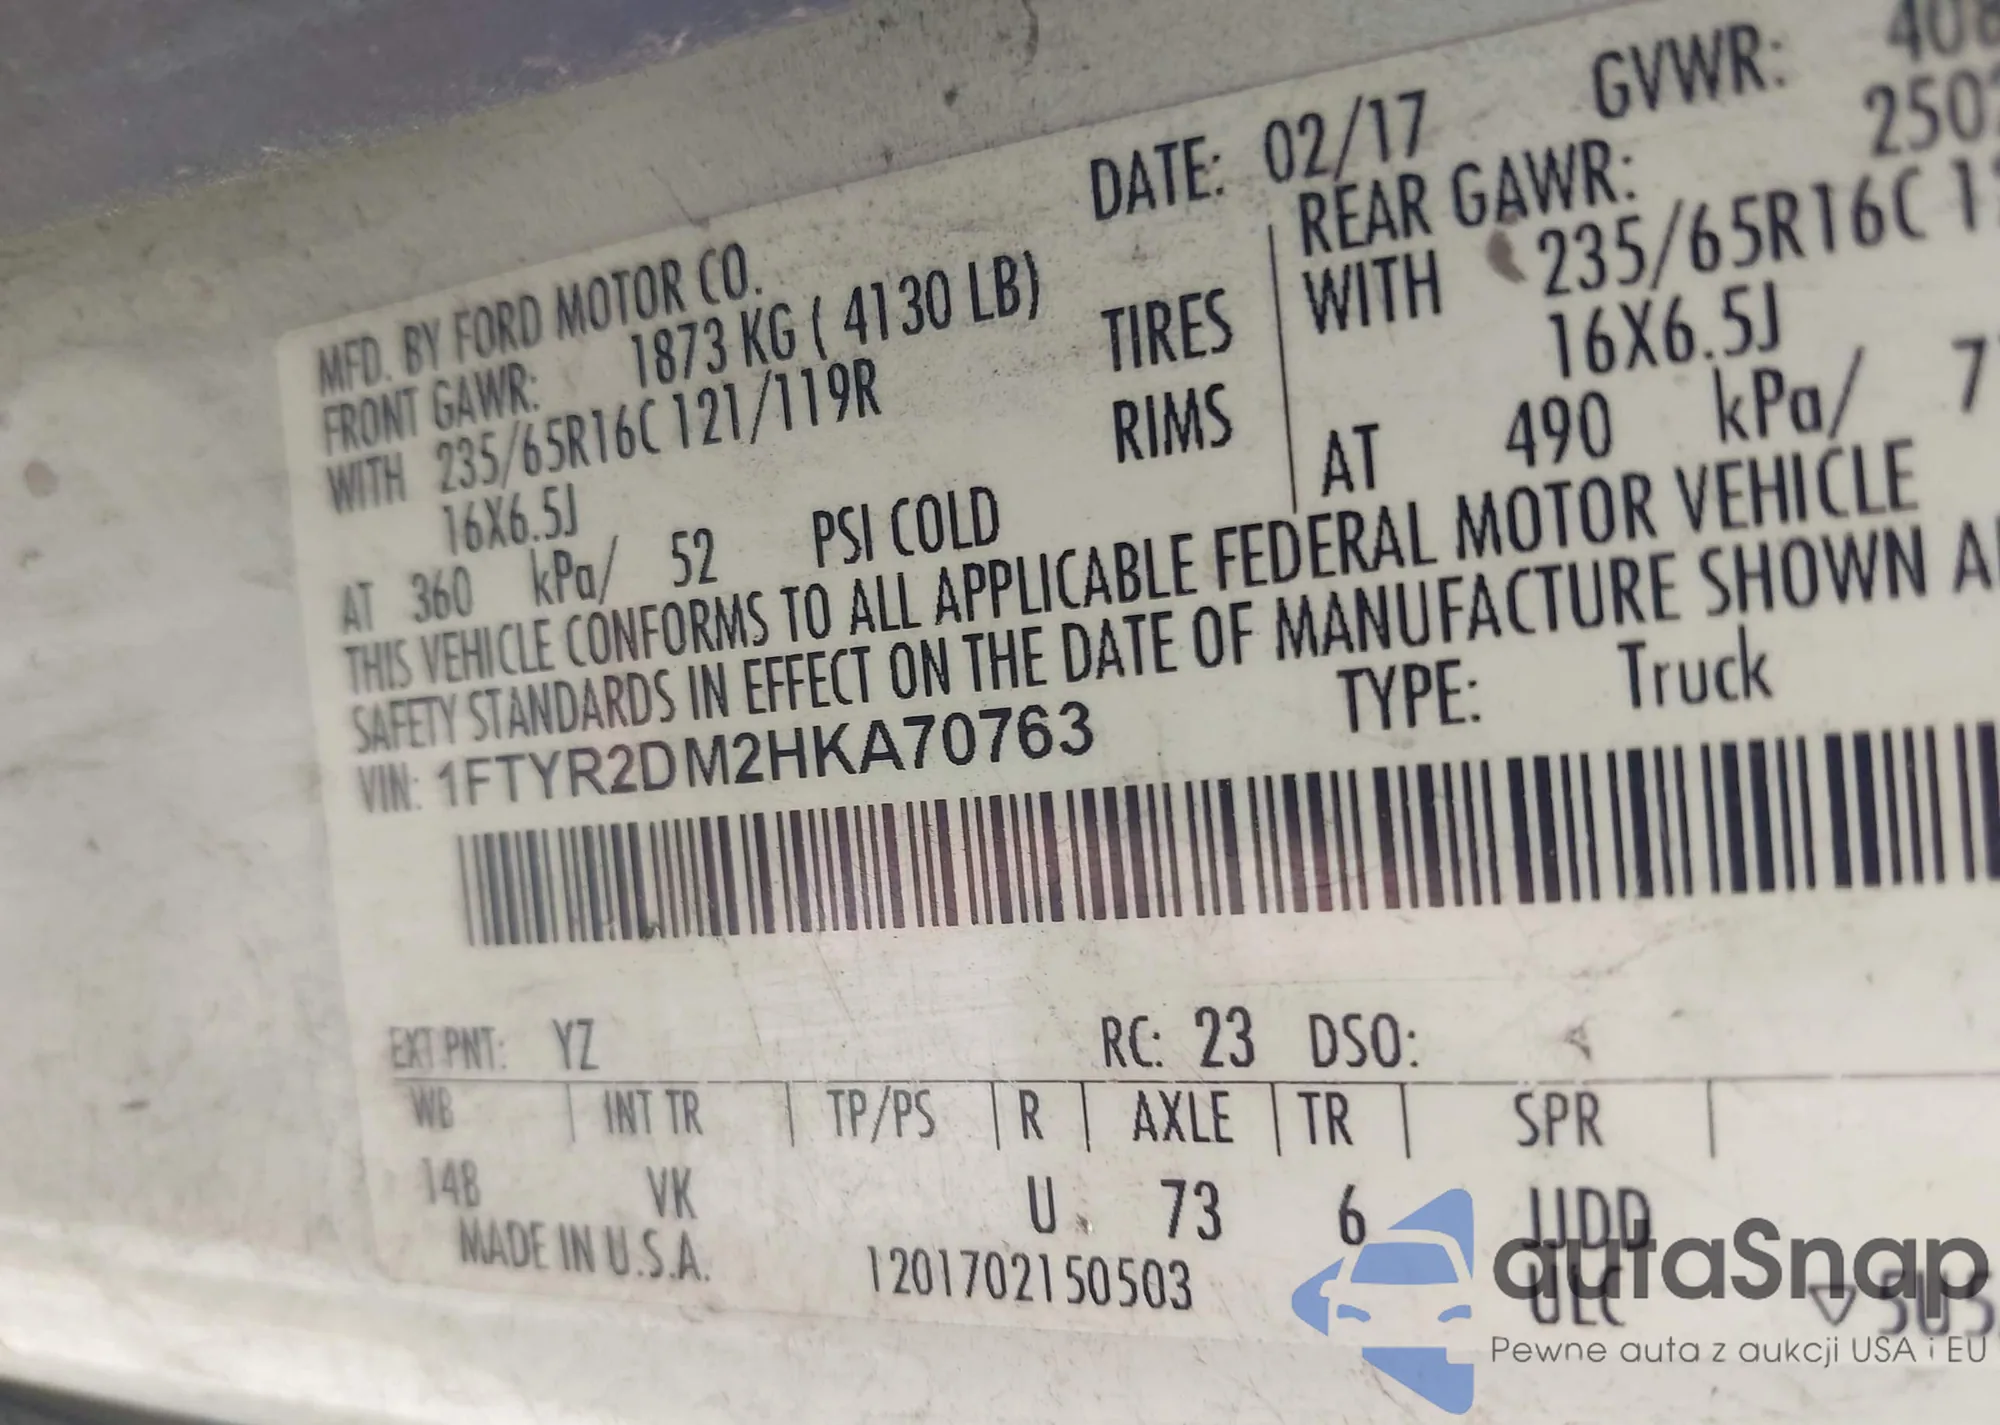 DATE: 02/17 GVWR:
MFD. BY FORD MOTOR CO.
FRONT GAWR: 1873 KG ( 4130 LB) REAR GAWR:
WITH 235/65R16C 121/119R TIRES WITH 235/65R16C
16X6.5J RIMS 16X6.5J
AT 360 kPa/ 52 PSI COLD AT 490 kPa/
THIS VEHICLE CONFORMS TO ALL APPLICABLE FEDERAL MOTOR VEHICLE
SAFETY STANDARDS IN EFFECT ON THE DATE OF MANUFACTURE SHOWN
VIN: 1FTYR2DM2HKA70763 TYPE: Truck
EXT PNT: YZ RC: 23 DSO:
WB INT TR TP/PS R AXLE TR SPR
148 VK U 73 6 JJDD
MADE IN U.S.A. 1201702150503 ULC
autaSnap
Pewne auta z aukcji USA i EU